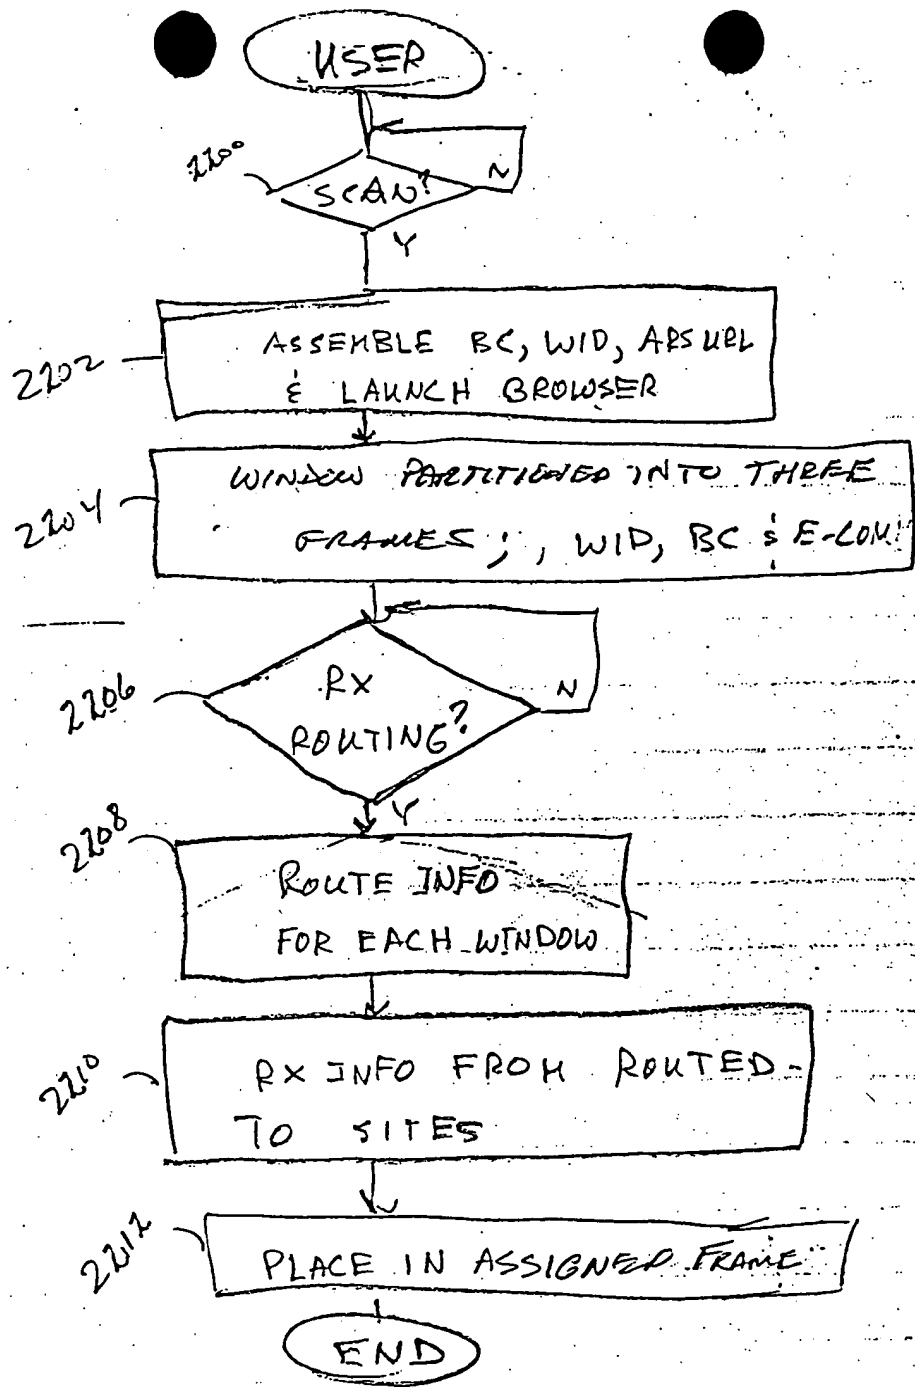 USER
2200
SCAN?
N
Y
2202
ASSEMBLE BC, WID, ARS URL
& LAUNCH BROWSER
2204
WINDOW PARTITIONED INTO THREE
FRAMES ; , WID, BC & E-COM
2206
RX
ROUTING?
N
Y
2208
ROUTE INFO
FOR EACH WINDOW
2210
RX INFO FROM ROUTED-
TO SITES
2212
PLACE IN ASSIGNED FRAME
END